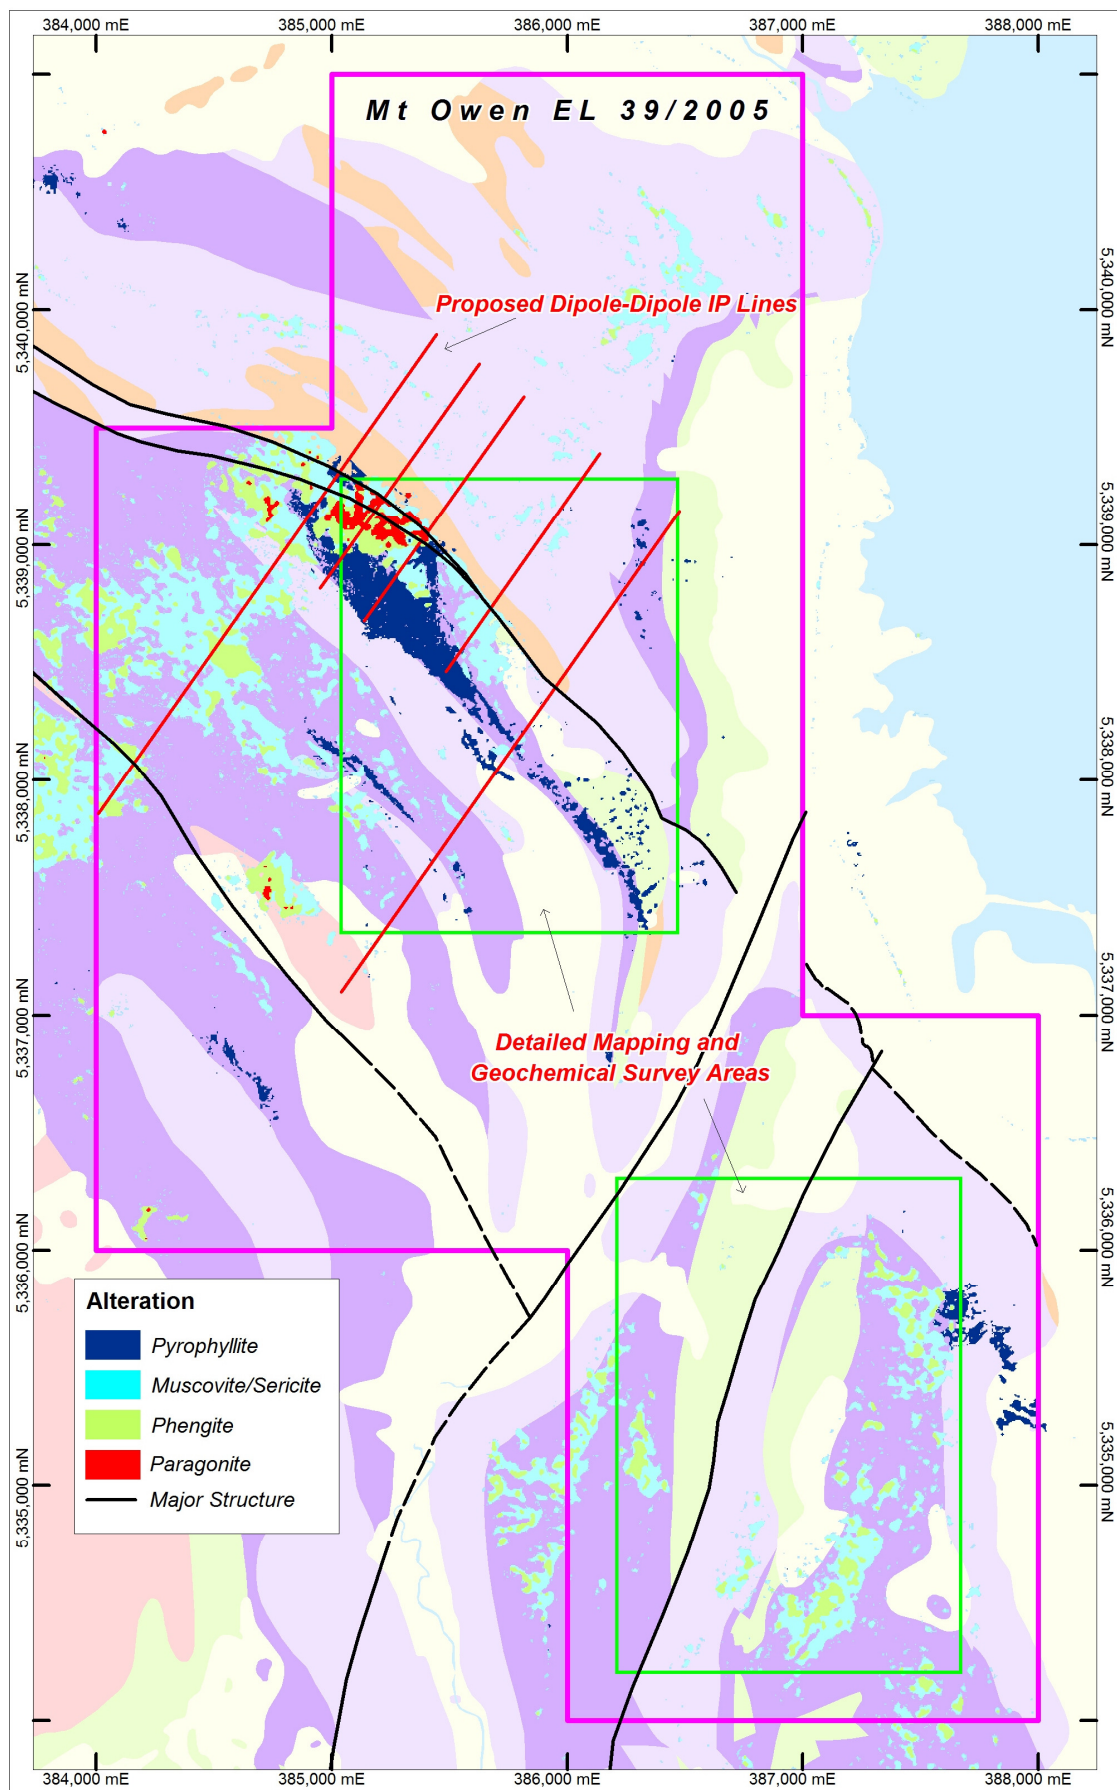 384,000 mE 385,000 mE 386,000 mE 387,000 mE 388,000 mE
Mt Owen EL 39/2005
Proposed Dipole-Dipole IP Lines
5,340,000 mN
5,339,000 mN
5,338,000 mN
5,337,000 mN
5,336,000 mN
5,335,000 mN
5,340,000 mN
5,339,000 mN
5,338,000 mN
5,337,000 mN
5,336,000 mN
5,335,000 mN
Detailed Mapping and
Geochemical Survey Areas
Alteration
Pyrophyllite
Muscovite/Sericite
Phengite
Paragonite
Major Structure
384,000 mE 385,000 mE 386,000 mE 387,000 mE 388,000 mE